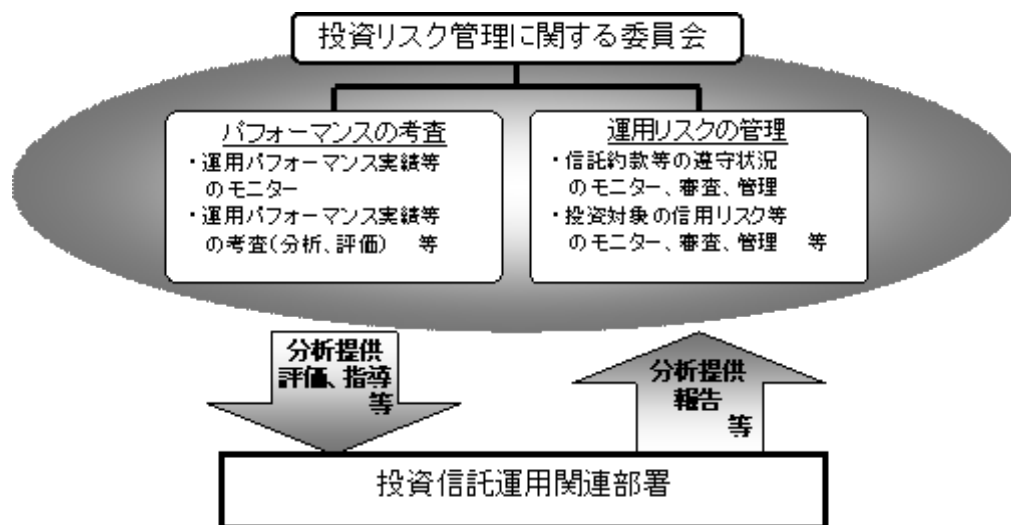 投資リスク管理に関する委員会
パフォーマンスの考査
・運用パフォーマンス実績等
のモニター
・運用パフォーマンス実績等
の考査(分析、評価) 等
運用リスクの管理
・信託約款等の遵守状況
のモニター、審査、管理
・投資対象の信用リスク等
のモニター、審査、管理 等
分析提供
評価、指導
等
分析提供
報告
等
投資信託運用関連部署